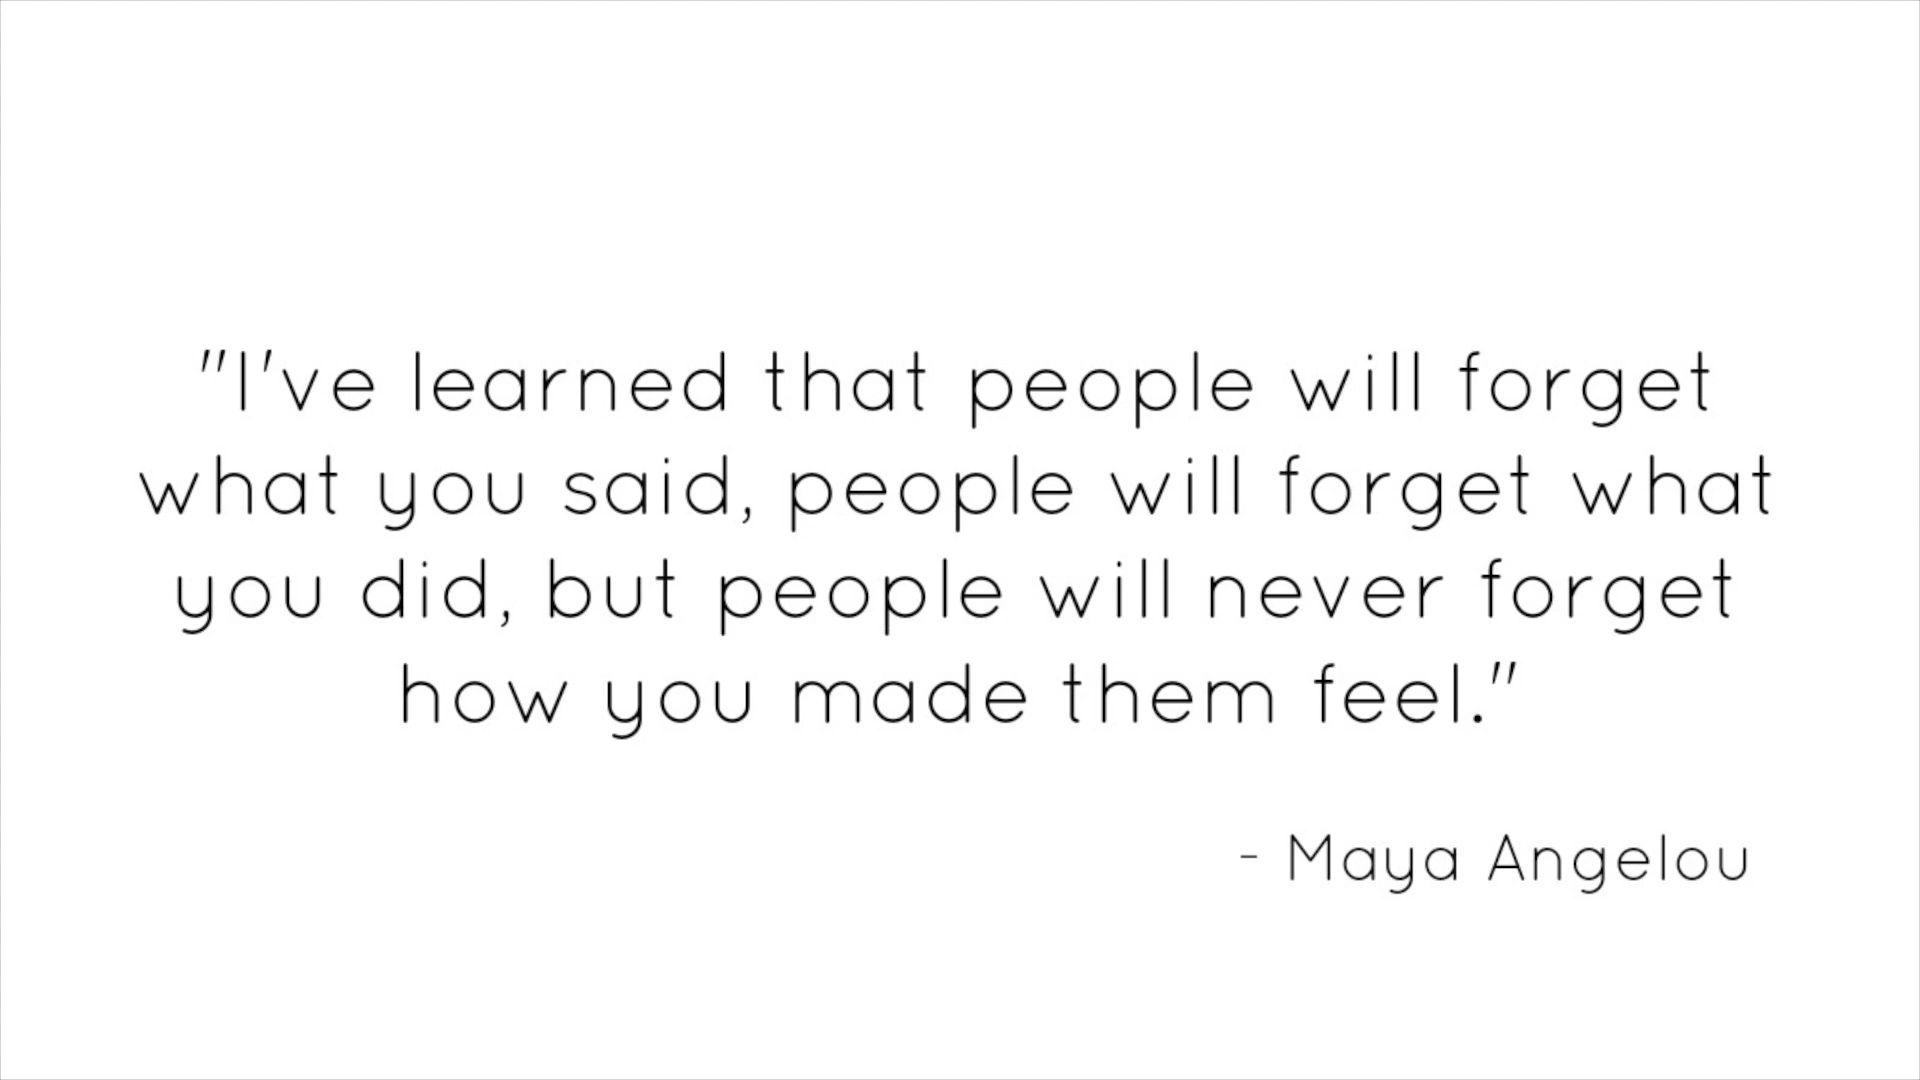 "I've learned that people will forget
what you said, people will forget what
you did, but people will never forget
how you made them feel."
- Maya Angelou